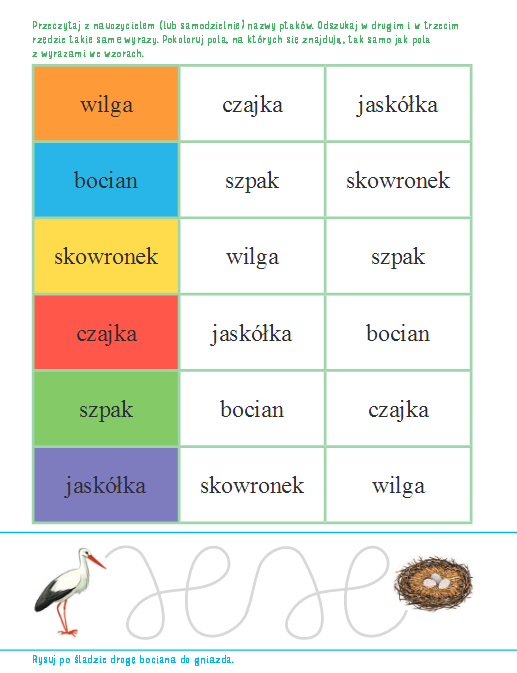 Przeczytaj z nauczycielem (lub samodzielnie) nazwy ptaków. Odszukaj w drugim i w trzecim
rzędzie takie same wyrazy. Pokoloruj pola, na których się znajdują, tak samo jak pola
z wyrazami we wzorach.
wilga czajka jaskółka
bocian szpak skowronek
skowronek wilga szpak
czajka jaskółka bocian
szpak bocian czajka
jaskółka skowronek wilga
Rysuj po śladzie drogę bociana do gniazda.